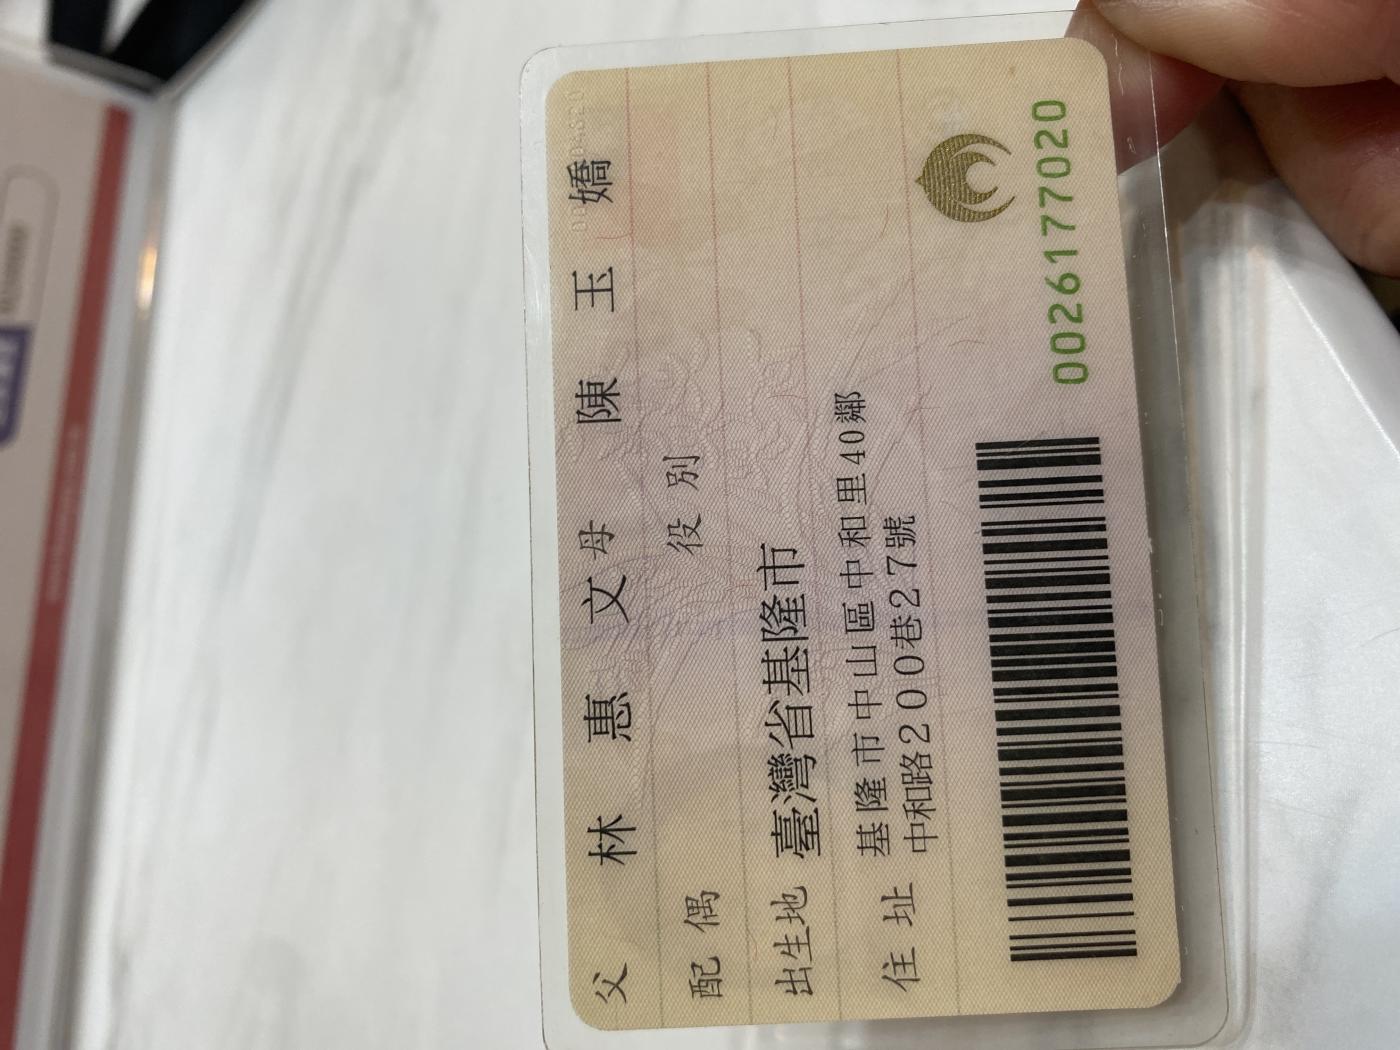 父 林惠文 母 陳玉嬌
配偶 役別
出生地 臺灣省基隆市
住址 基隆市中山區中和里40鄰
中和路200巷27號
0026177020